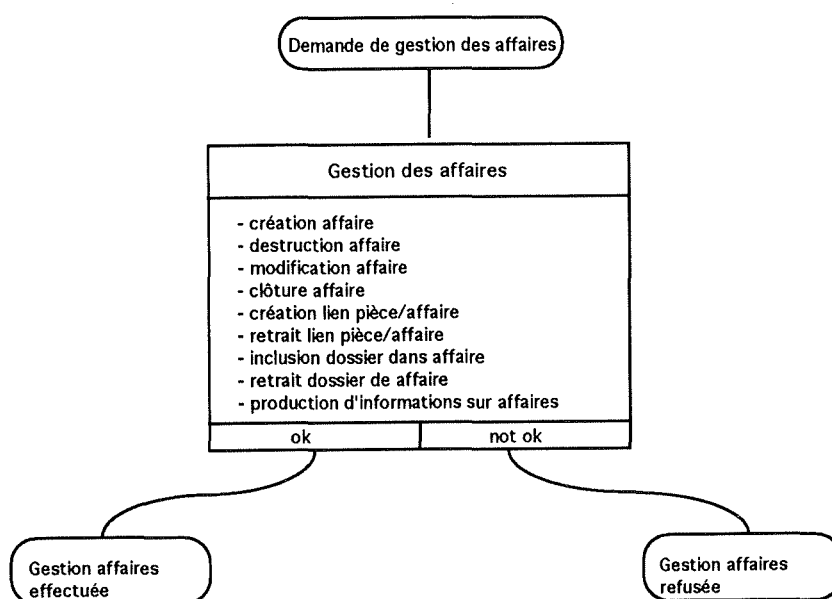 Demande de gestion des affaires
Gestion des affaires
- création affaire
- destruction affaire
- modification affaire
- clôture affaire
- création lien pièce/affaire
- retrait lien pièce/affaire
- inclusion dossier dans affaire
- retrait dossier de affaire
- production d'informations sur affaires
ok
not ok
Gestion affaires
effectuée
Gestion affaires
refusée